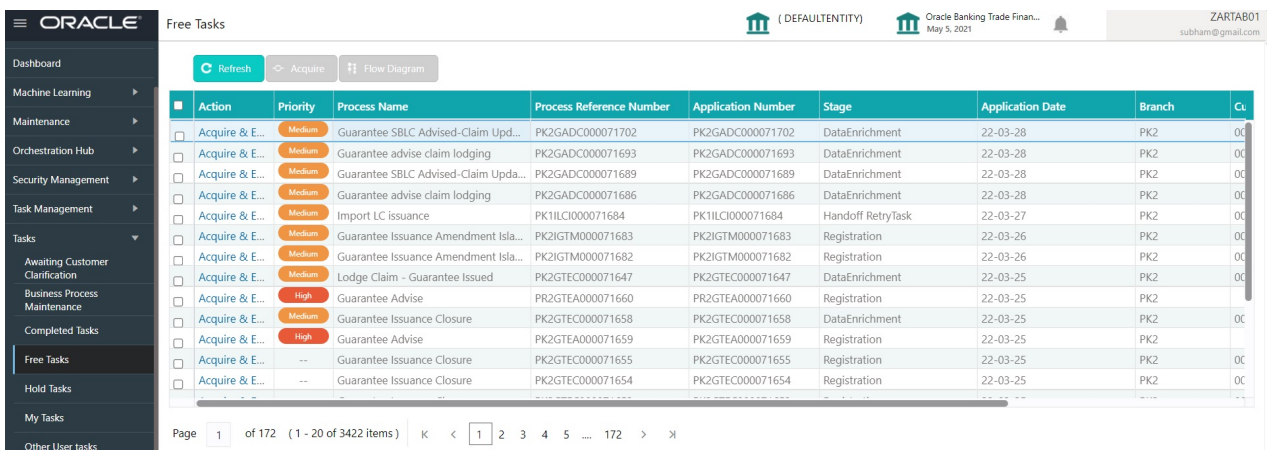 ORACLE
Free Tasks
( DEFAULTENTITY)
Oracle Banking Trade Finan...
May 5, 2021
ZARTAB01
subham@gmail.com
Dashboard
Machine Learning
Maintenance
Orchestration Hub
Security Management
Task Management
Tasks
Awaiting Customer
Clarification
Business Process
Maintenance
Completed Tasks
Free Tasks
Hold Tasks
My Tasks
Other User tasks
Refresh Acquire Flow Diagram
Action Priority Process Name Process Reference Number Application Number Stage Application Date Branch Cu
Acquire & E... Medium Guarantee SBLC Advised-Claim Upd... PK2GADC000071702 PK2GADC000071702 DataEnrichment 22-03-28 PK2 00
Acquire & E... Medium Guarantee advise claim lodging PK2GADC000071693 PK2GADC000071693 DataEnrichment 22-03-28 PK2 00
Acquire & E... Medium Guarantee SBLC Advised-Claim Upda... PK2GADC000071689 PK2GADC000071689 DataEnrichment 22-03-28 PK2 00
Acquire & E... Medium Guarantee advise claim lodging PK2GADC000071686 PK2GADC000071686 DataEnrichment 22-03-28 PK2 00
Acquire & E... Medium Import LC issuance PK1ILCI000071684 PK1ILCI000071684 Handoff RetryTask 22-03-27 PK2 00
Acquire & E... Medium Guarantee Issuance Amendment Isla... PK2IGTM000071683 PK2IGTM000071683 Registration 22-03-26 PK2 00
Acquire & E... Medium Guarantee Issuance Amendment Isla... PK2IGTM000071682 PK2IGTM000071682 Registration 22-03-26 PK2 00
Acquire & E... Medium Lodge Claim - Guarantee Issued PK2GTEC000071647 PK2GTEC000071647 DataEnrichment 22-03-25 PK2 00
Acquire & E... High Guarantee Advise PR2GTEA000071660 PK2GTEA000071660 Registration 22-03-25 PK2
Acquire & E... Medium Guarantee Issuance Closure PK2GTEC000071658 PK2GTEC000071658 DataEnrichment 22-03-25 PK2 00
Acquire & E... High Guarantee Advise PK2GTEA000071659 PK2GTEA000071659 Registration 22-03-25 PK2
Acquire & E... -- Guarantee Issuance Closure PK2GTEC000071655 PK2GTEC000071655 Registration 22-03-25 PK2 00
Acquire & E... -- Guarantee Issuance Closure PK2GTEC000071654 PK2GTEC000071654 Registration 22-03-25 PK2 00
Page 1 of 172 ( 1 - 20 of 3422 items ) 1 2 3 4 5 ... 172